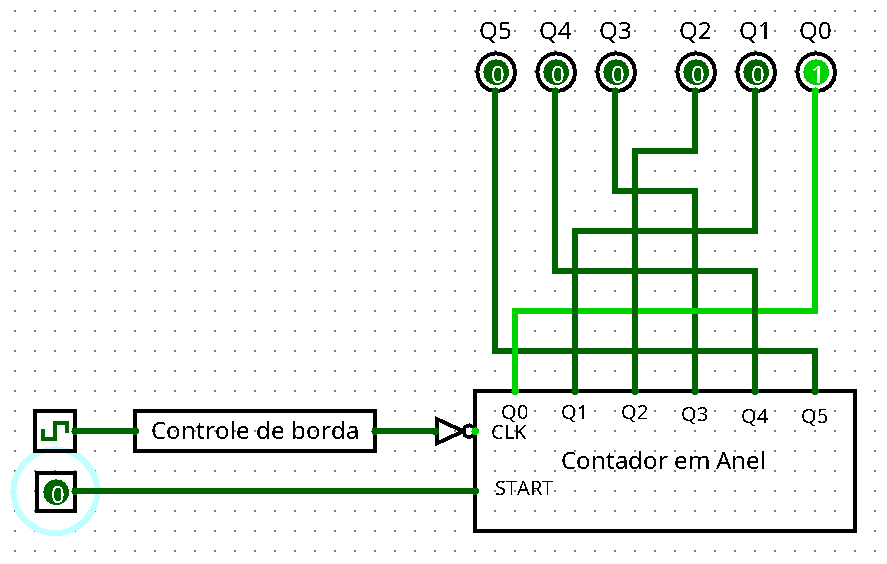 Q5 Q4 Q3 Q2 Q1 Q0
0 0 0 0 0 1
Q0 Q1 Q2 Q3 Q4 Q5
Controle de borda
CLK
Contador em Anel
0
START